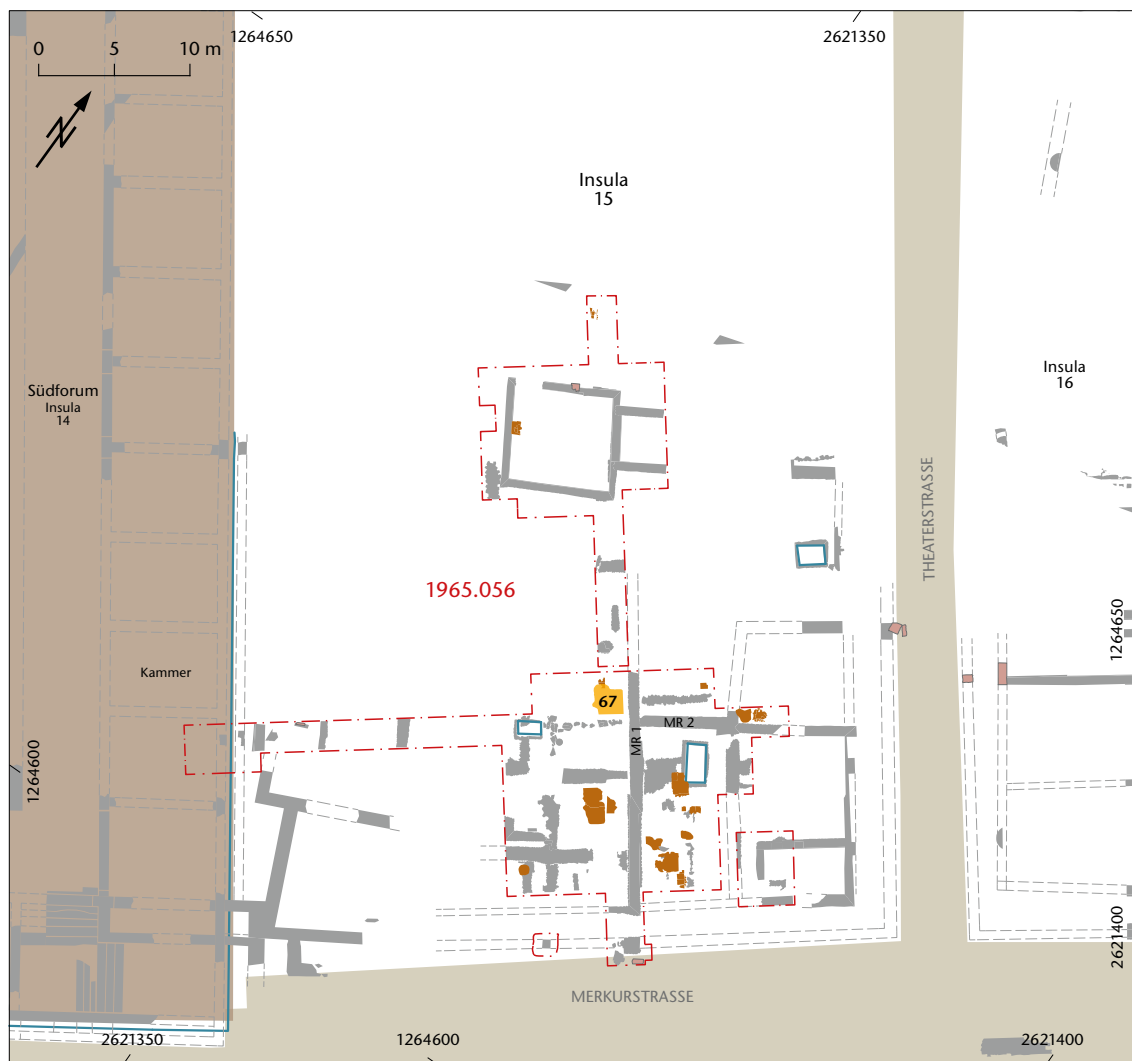 1264650
2621350
0 5 10 m
N
Insula
15
Südforum
Insula
14
Insula
16
THEATERSTRASSE
1965.056
1264650
Kammer
67
MR 2
MR 1
1264600
2621400
MERKURSTRASSE
2621350
1264600
2621400